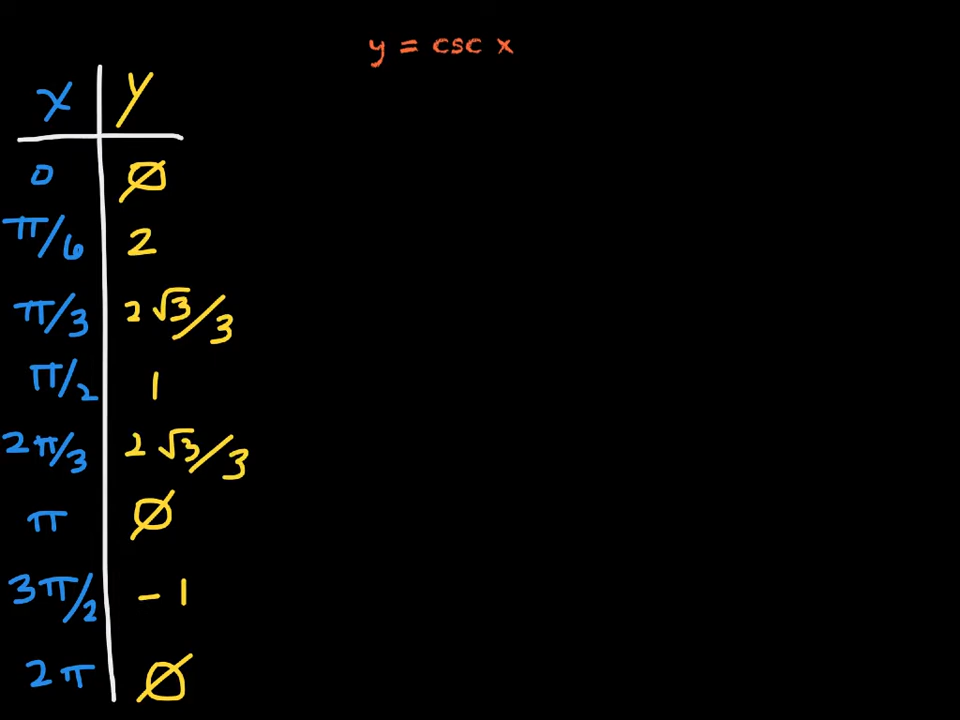 y = csc x
x y
0 ∅
π/6 2
π/3 2√3/3
π/2 1
2π/3 2√3/3
π ∅
3π/2 -1
2π ∅